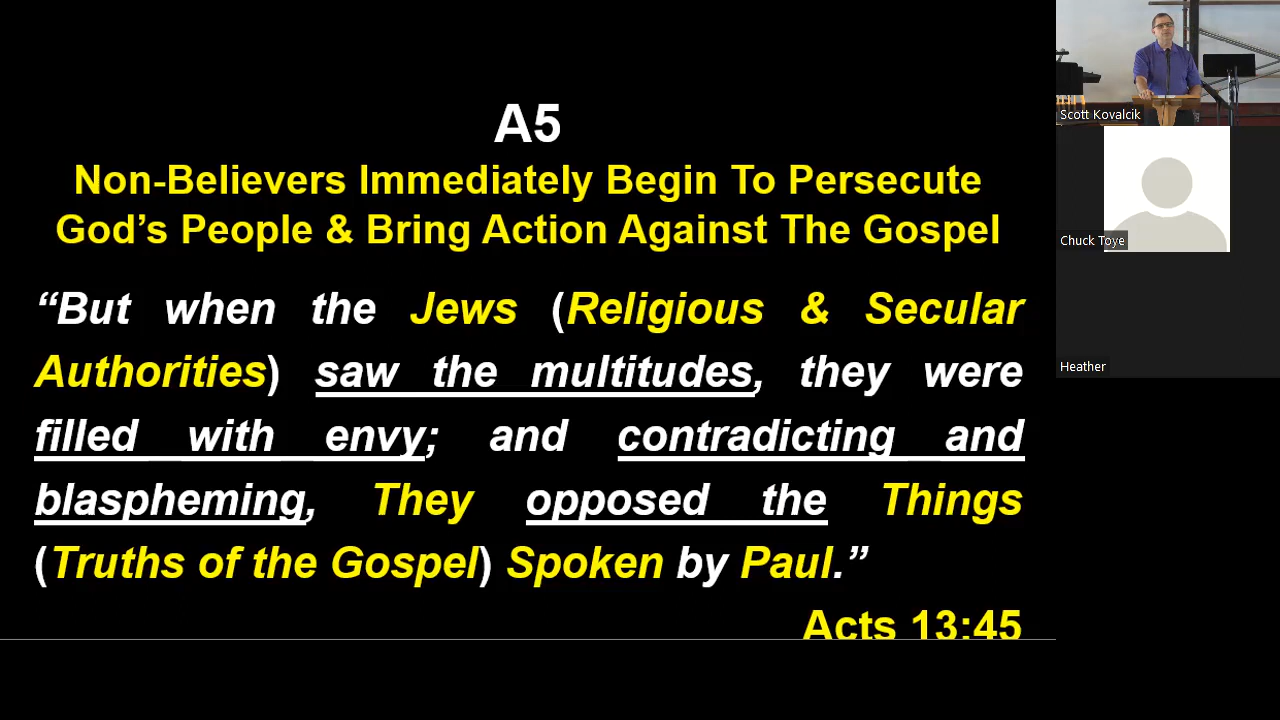 A5
Non-Believers Immediately Begin To Persecute
God’s People & Bring Action Against The Gospel
“But when the Jews (Religious & Secular
Authorities) saw the multitudes, they were
filled with envy; and contradicting and
blaspheming, They opposed the Things
(Truths of the Gospel) Spoken by Paul.”
Acts 13:45
Scott Kovalcik
Chuck Toye
Heather